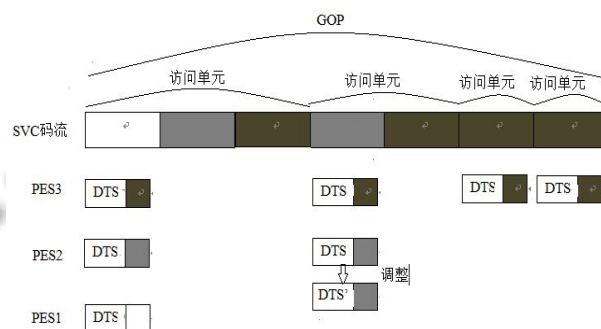 GOP
访问单元 访问单元 访问单元 访问单元
SVC码流
PES3 DTS DTS DTS DTS
PES2 DTS DTS
调整
DTS
PES1 DTS